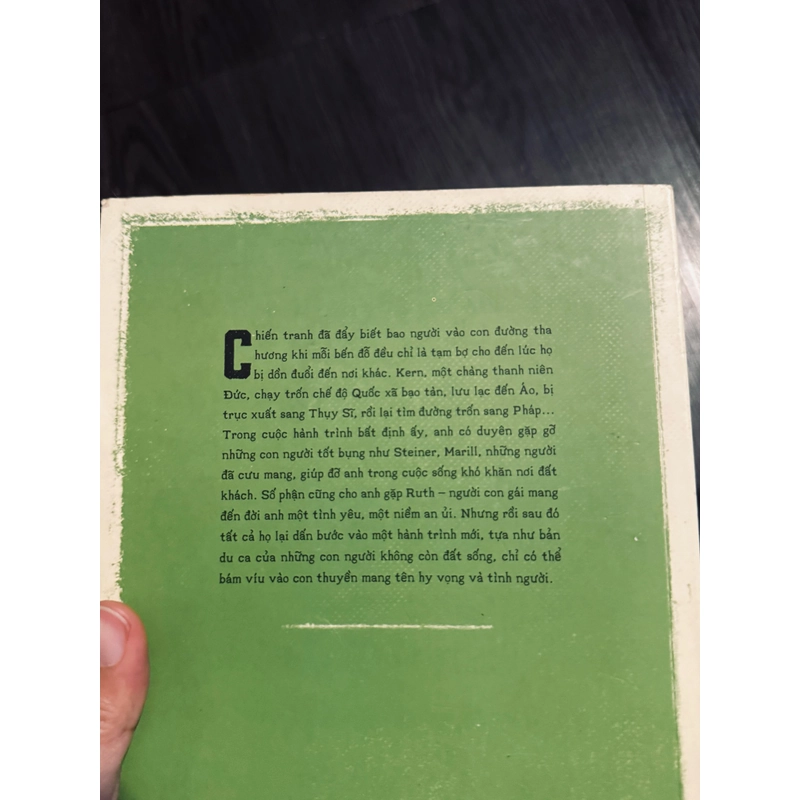 Chiến tranh đã đẩy biết bao người vào con đường tha
hương khi mỗi bến đỗ đều chỉ là tạm bợ cho đến lúc họ
bị dồn đuổi đến nơi khác. Kern, một chàng thanh niên
Đức, chạy trốn chế độ Quốc xã bạo tàn, lưu lạc đến Áo, bị
trục xuất sang Thụy Sĩ, rồi lại tìm đường trốn sang Pháp...
Trong cuộc hành trình bất định ấy, anh có duyên gặp gỡ
những con người tốt bụng như Steiner, Marill, những người
đã cưu mang, giúp đỡ anh trong cuộc sống khó khăn nơi đất
khách. Số phận cũng cho anh gặp Ruth – người con gái mang
đến đời anh một tình yêu, một niềm an ủi. Nhưng rồi sau đó
tất cả họ lại dấn bước vào một hành trình mới, tựa như bản
du ca của những con người không còn đất sống, chỉ có thể
bám víu vào con thuyền mang tên hy vọng và tình người.